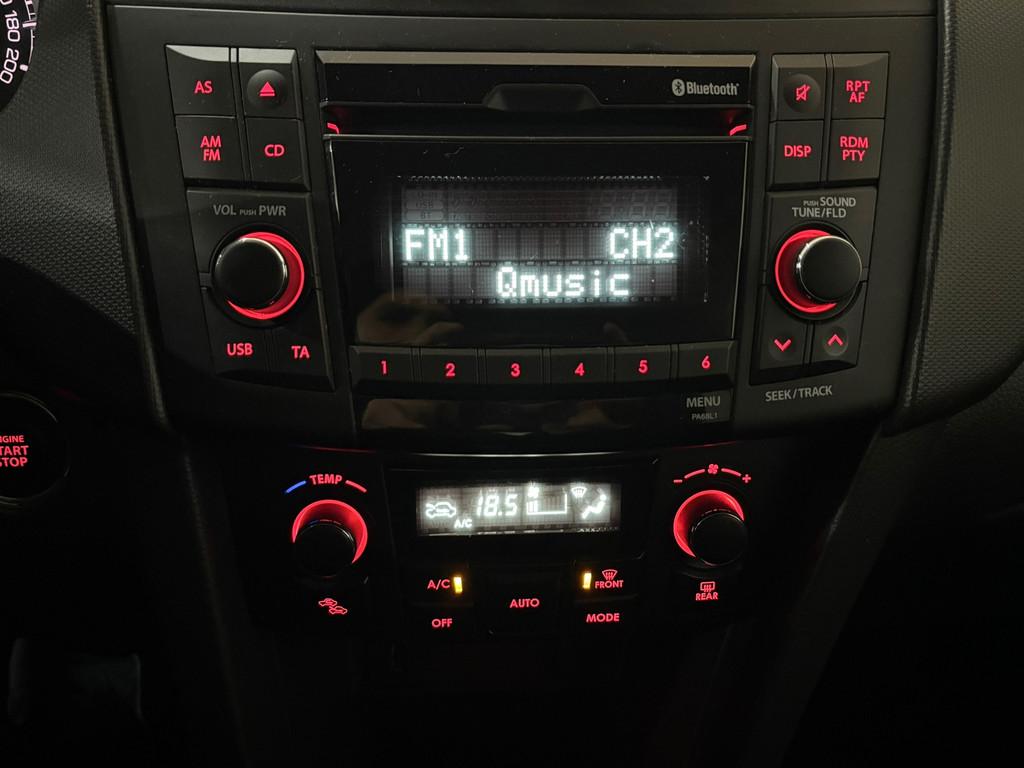 180
200
AS
Bluetooth
RPT
AF
AM
FM
CD
DISP
RDM
PTY
VOL PUSH PWR
PUSH SOUND
TUNE/FLD
FM1 CH2
Qmusic
USB
TA
1 2 3 4 5 6
MENU
PA68L1
SEEK/TRACK
NGINE
TART
STOP
TEMP
- +
18.5
A/C
A/C
FRONT
REAR
AUTO
OFF
MODE